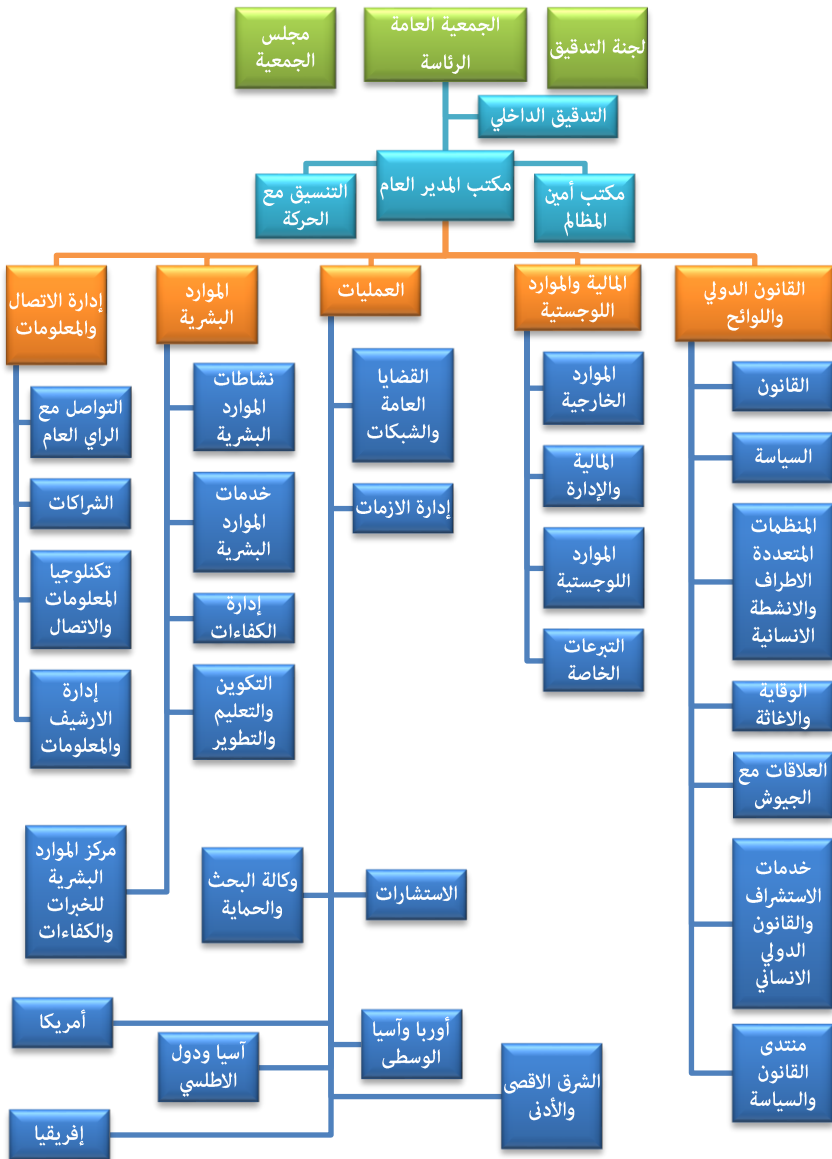 لجنة التدقيق
الجمعية العامة
الرئاسة
مجلس
الجمعية
التدقيق الداخلي
مكتب المدير العام
مكتب أمين
المظالم
التنسيق مع
الحركة
القانون الدولي
واللوائح
المالية والموارد
اللوجستية
العمليات
الموارد
البشرية
إدارة الاتصال
والمعلومات
القانون
السياسة
المنظمات
المتعددة
الاطراف
والانشطة
الانسانية
الوقاية
والاغاثة
العلاقات مع
الجيوش
خدمات
الاستشراف
والقانون
الدولي
الانساني
منتدى
القانون
والسياسة
الموارد
الخارجية
المالية
والإدارة
الموارد
اللوجستية
التبرعات
الخاصة
القضايا
العامة
والشبكات
إدارة الازمات
الاستشارات
وكالة البحث
والحماية
أوربا وآسيا
الوسطى
الشرق الاقصى
والأدنى
آسيا ودول
الاطلسي
أمريكا
إفريقيا
نشاطات
الموارد
البشرية
خدمات
الموارد
البشرية
إدارة
الكفاءات
التكوين
والتعليم
والتطوير
مركز الموارد
البشرية
للخبرات
والكفاءات
التواصل مع
الراي العام
الشراكات
تكنلوجيا
المعلومات
والاتصال
إدارة
الارشيف
والمعلومات